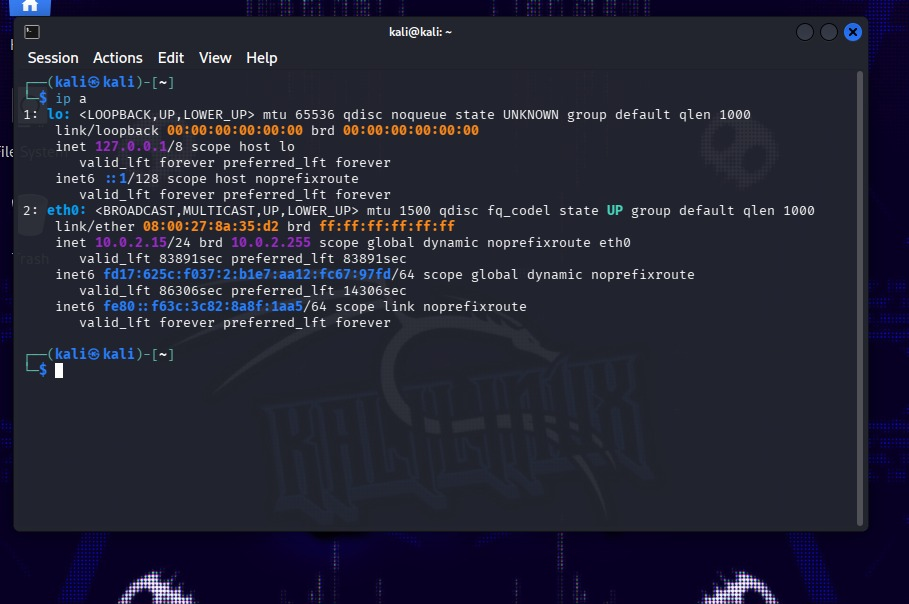 kali@kali: ~
Session Actions Edit View Help
┌──(kali㉿kali)-[~]
└─$ ip a
1: lo: <LOOPBACK,UP,LOWER_UP> mtu 65536 qdisc noqueue state UNKNOWN group default qlen 1000
    link/loopback 00:00:00:00:00:00 brd 00:00:00:00:00:00
    inet 127.0.0.1/8 scope host lo
       valid_lft forever preferred_lft forever
    inet6 ::1/128 scope host noprefixroute
       valid_lft forever preferred_lft forever
2: eth0: <BROADCAST,MULTICAST,UP,LOWER_UP> mtu 1500 qdisc fq_codel state UP group default qlen 1000
    link/ether 08:00:27:8a:35:d2 brd ff:ff:ff:ff:ff:ff
    inet 10.0.2.15/24 brd 10.0.2.255 scope global dynamic noprefixroute eth0
       valid_lft 83891sec preferred_lft 83891sec
    inet6 fd17:625c:f037:2:b1e7:aa12:fc67:97fd/64 scope global dynamic noprefixroute
       valid_lft 86306sec preferred_lft 14306sec
    inet6 fe80::f63c:3c82:8a8f:1aa5/64 scope link noprefixroute
       valid_lft forever preferred_lft forever
┌──(kali㉿kali)-[~]
└─$
File System
Trash
KALI LINUX